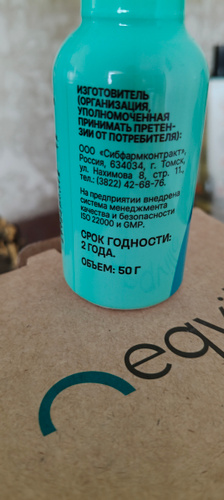 ИЗГОТОВИТЕЛЬ
(ОРГАНИЗАЦИЯ,
УПОЛНОМОЧЕННАЯ
ПРИНИМАТЬ ПРЕТЕН-
ЗИИ ОТ ПОТРЕБИТЕЛЯ):
ООО «Сибфармконтракт»,
Россия, 634034, г. Томск,
ул. Нахимова 8, стр. 11.,
тел.: (3822) 42-68-76.
На предприятии внедрена
система менеджмента
качества и безопасности
ISO 22000 и GMP.
СРОК ГОДНОСТИ:
2 ГОДА.
ОБЪЕМ: 50 Г